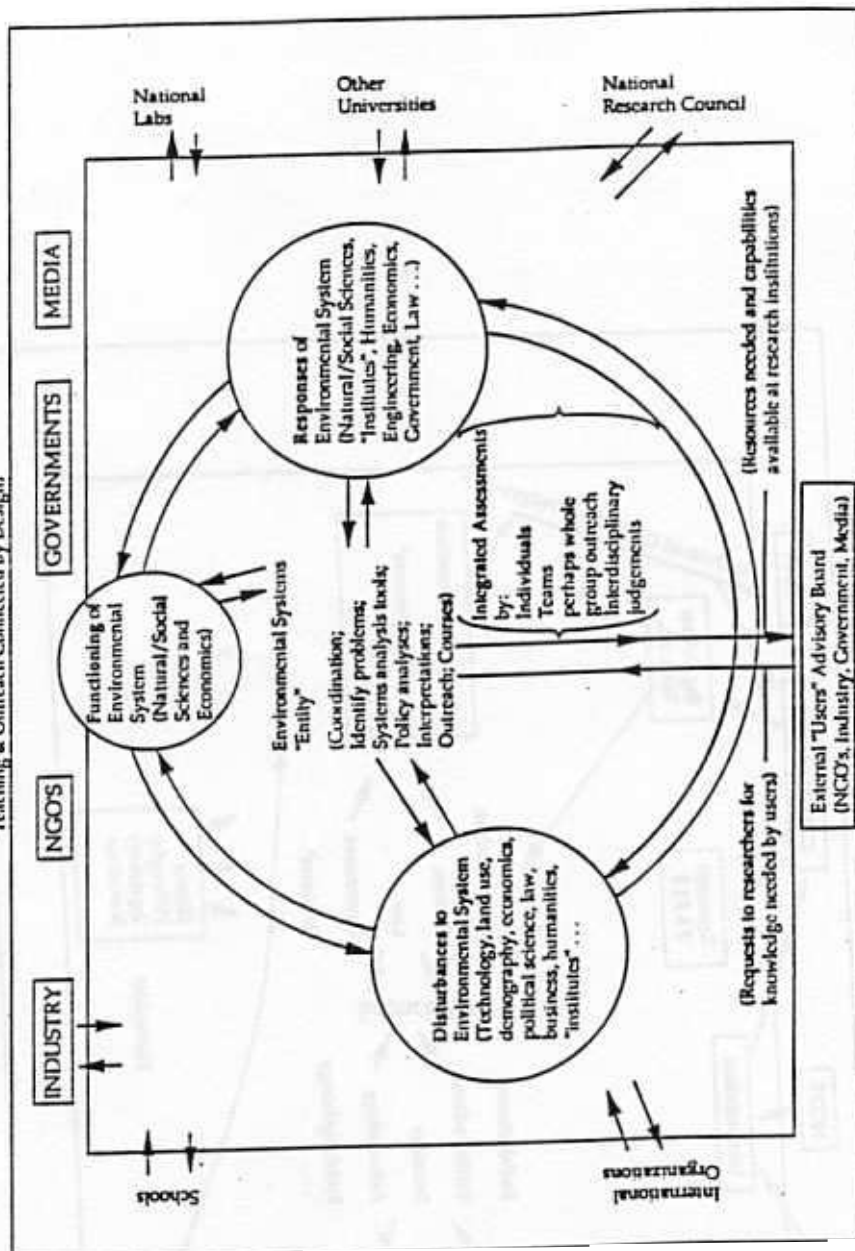 Teaching & Outreach Connected by Design)
INDUSTRY
NGO'S
GOVERNMENTS
MEDIA
Schools
National
Labs
Other
Universities
National
Research Council
International
Organizations
Functioning of
Environmental
System
(Natural/Social
Sciences and
Economics)
Environmental Systems
"Entity"
(Coordination;
Identify problems;
Systems analysis tools;
Policy analyses;
Interpretations;
Outreach; Courses)
Disturbances to
Environmental System
(Technology, land use,
demography, economics,
political science, law,
business, humanities,
"institutes" ...
Responses of
Environmental System
(Natural/Social Sciences,
"Institutes", Humanities,
Engineering, Economics,
Government, Law ...)
Integrated Assessments
by:
Individuals
Teams
perhaps whole
group outreach
Interdisciplinary
judgements
(Requests to researchers for
knowledge needed by users)
(Resources needed and capabilities
available at research institutions)
External "Users" Advisory Board
(NGO's, Industry, Government, Media)